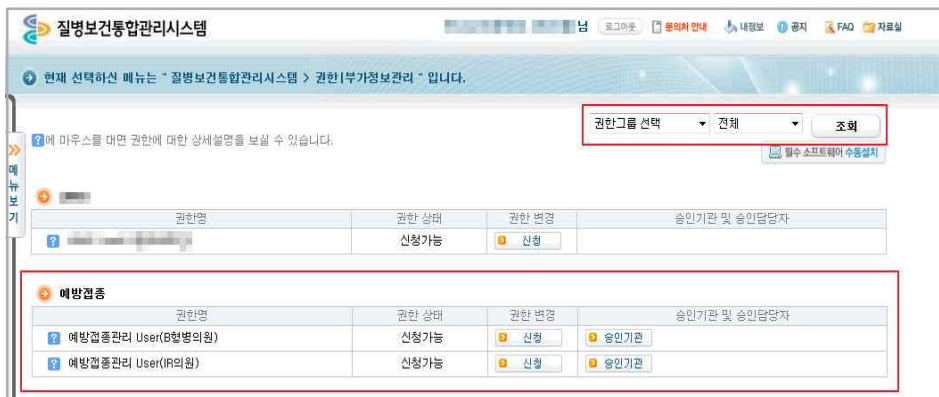 질병보건통합관리시스템
님 로그아웃 문의처 안내 내정보 공지 FAQ 자료실
현재 선택하신 메뉴는 " 질병보건통합관리시스템 > 권한|부가정보관리 " 입니다.
권한그룹 선택 전체 조회
?에 마우스를 대면 권한에 대한 상세설명을 보실 수 있습니다.
필수 소프트웨어 수동설치
메뉴보기
권한명 권한 상태 권한 변경 승인기관 및 승인담당자
? 신청가능 신청
예방접종
권한명 권한 상태 권한 변경 승인기관 및 승인담당자
? 예방접종관리 User(B형병의원) 신청가능 신청 승인기관
? 예방접종관리 User(IR의원) 신청가능 신청 승인기관